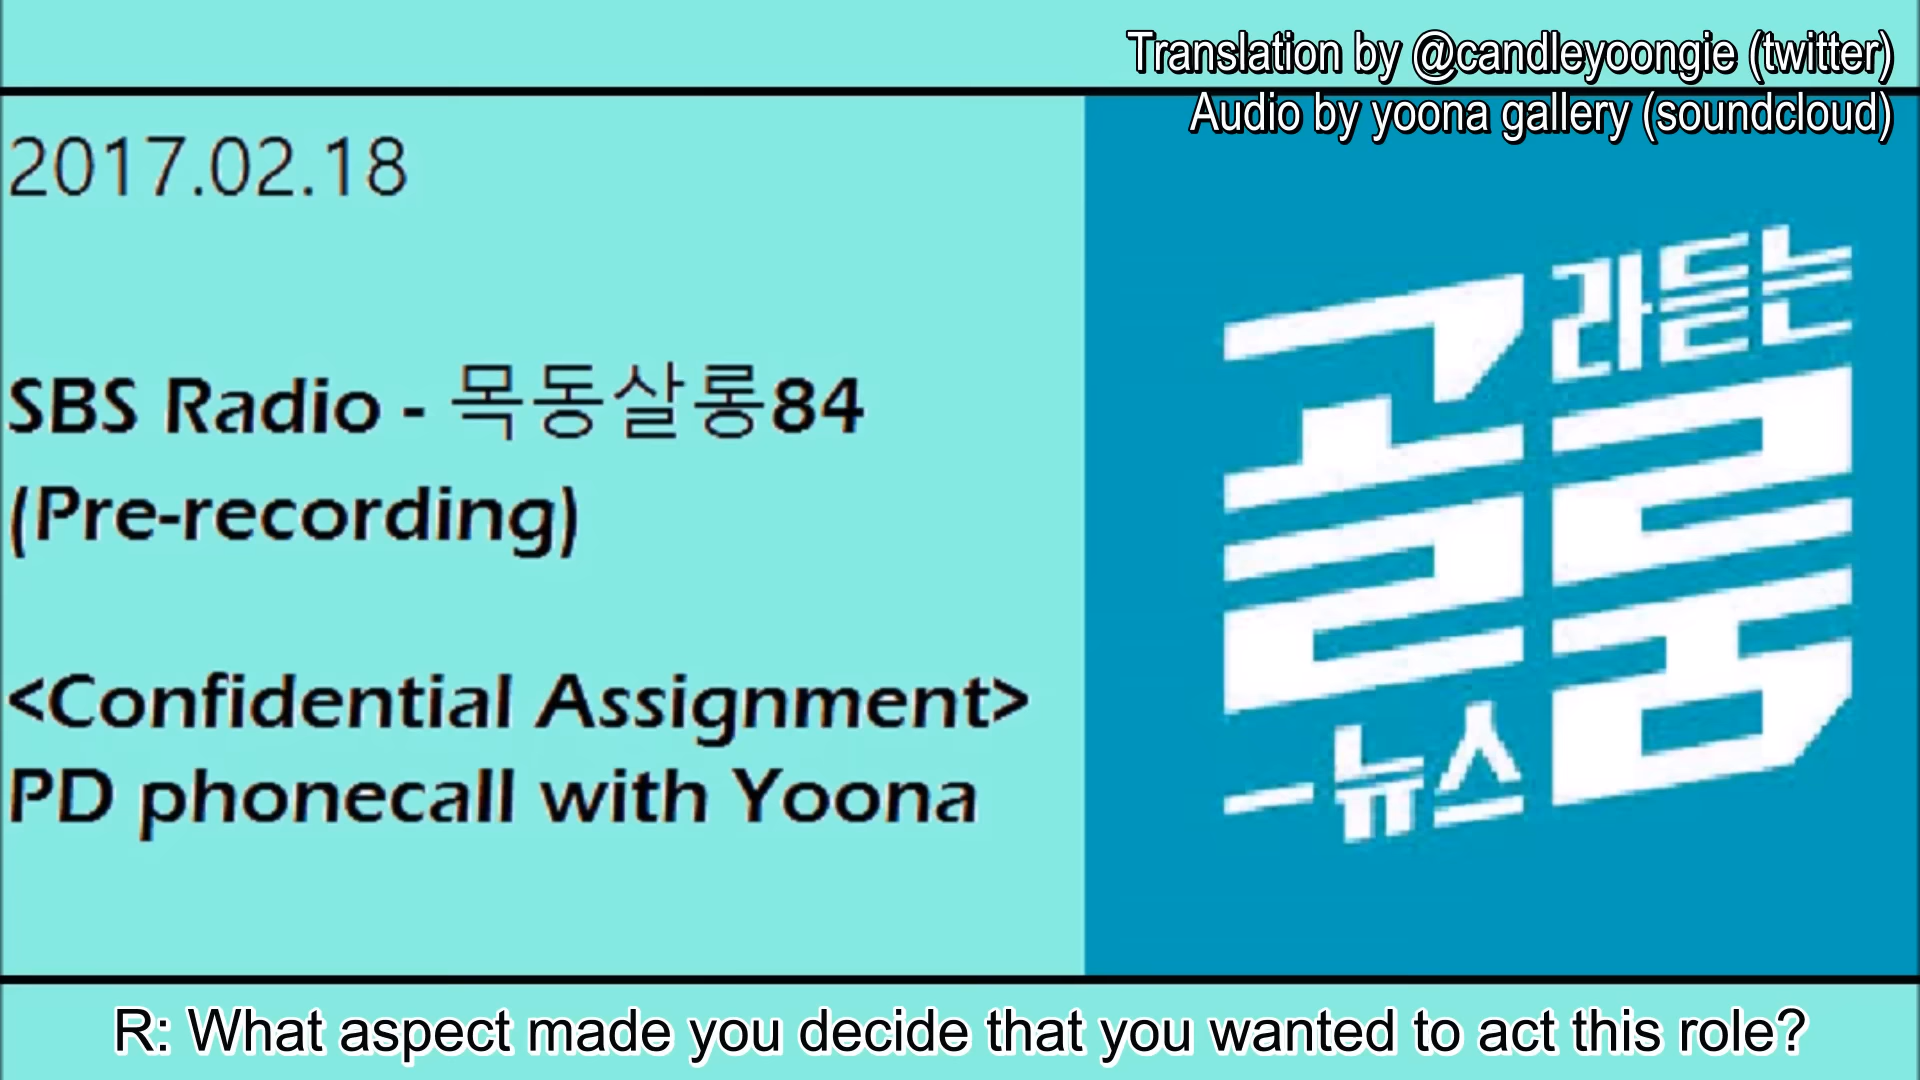 Translation by @candleyoongie (twitter)
Audio by yoona gallery (soundcloud)
2017.02.18
SBS Radio - 목동살롱84
(Pre-recording)
<Confidential Assignment>
PD phonecall with Yoona
골라듣는
뉴스룸
R: What aspect made you decide that you wanted to act this role?